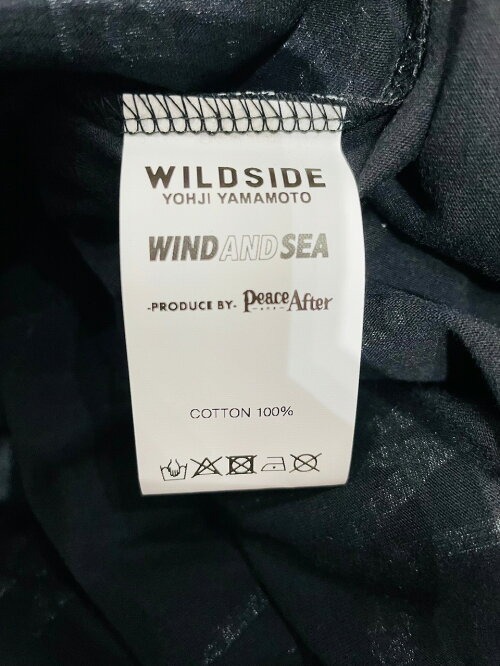 WILDSIDE
YOHJI YAMAMOTO
WINDANDSEA
-PRODUCE BY- PeaceAfter
COTTON 100%